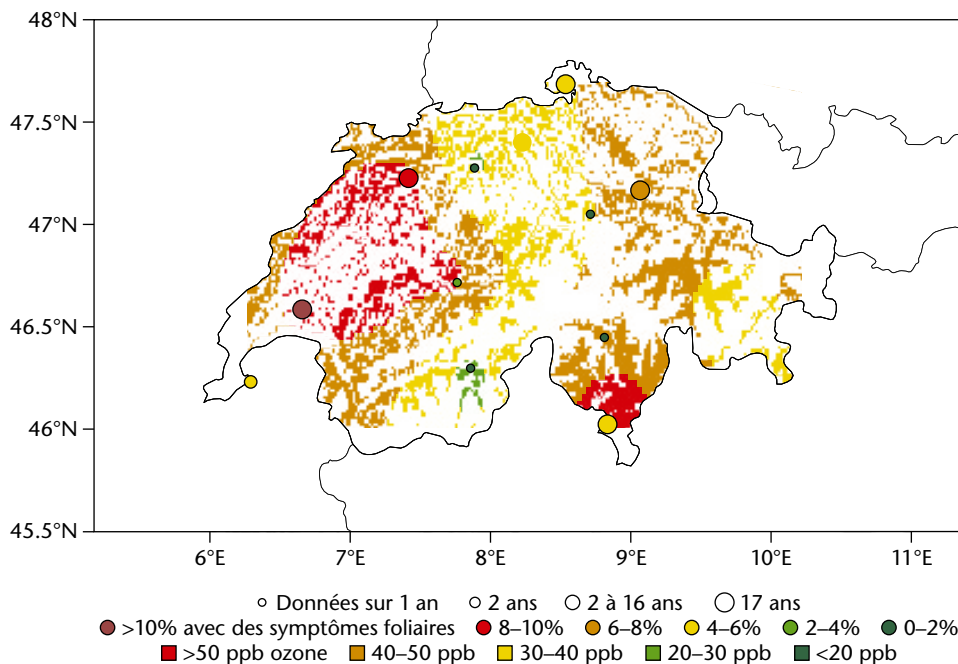 48°N
47.5°N
47°N
46.5°N
46°N
45.5°N
6°E 7°E 8°E 9°E 10°E 11°E
Données sur 1 an 2 ans 2 à 16 ans 17 ans
>10% avec des symptômes foliaires 8–10% 6–8% 4–6% 2–4% 0–2%
>50 ppb ozone 40–50 ppb 30–40 ppb 20–30 ppb <20 ppb